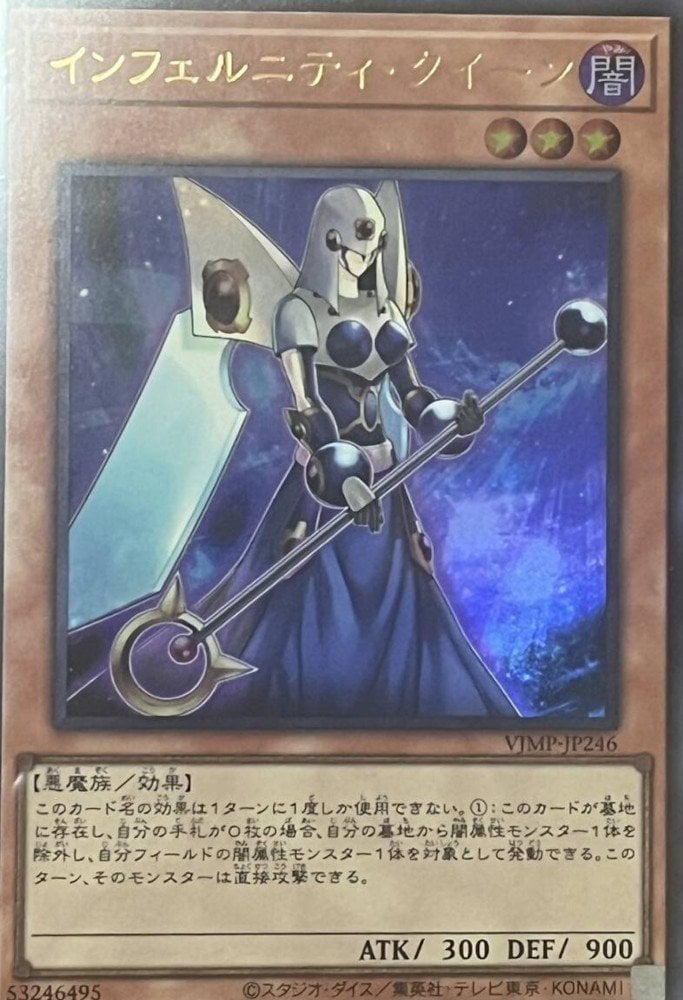 インフェルニティ・クイーン
闇
やみ
VJMP-JP246
【悪魔族／効果】
このカード名の効果は1ターンに1度しか使用できない。①：このカードが墓地
に存在し、自分の手札が0枚の場合、自分の墓地から闇属性モンスター1体を
除外し、自分フィールドの闇属性モンスター1体を対象として発動できる。この
ターン、そのモンスターは直接攻撃できる。
ATK/ 300 DEF/ 900
53246495
©スタジオ・ダイス／集英社・テレビ東京・KONAMI